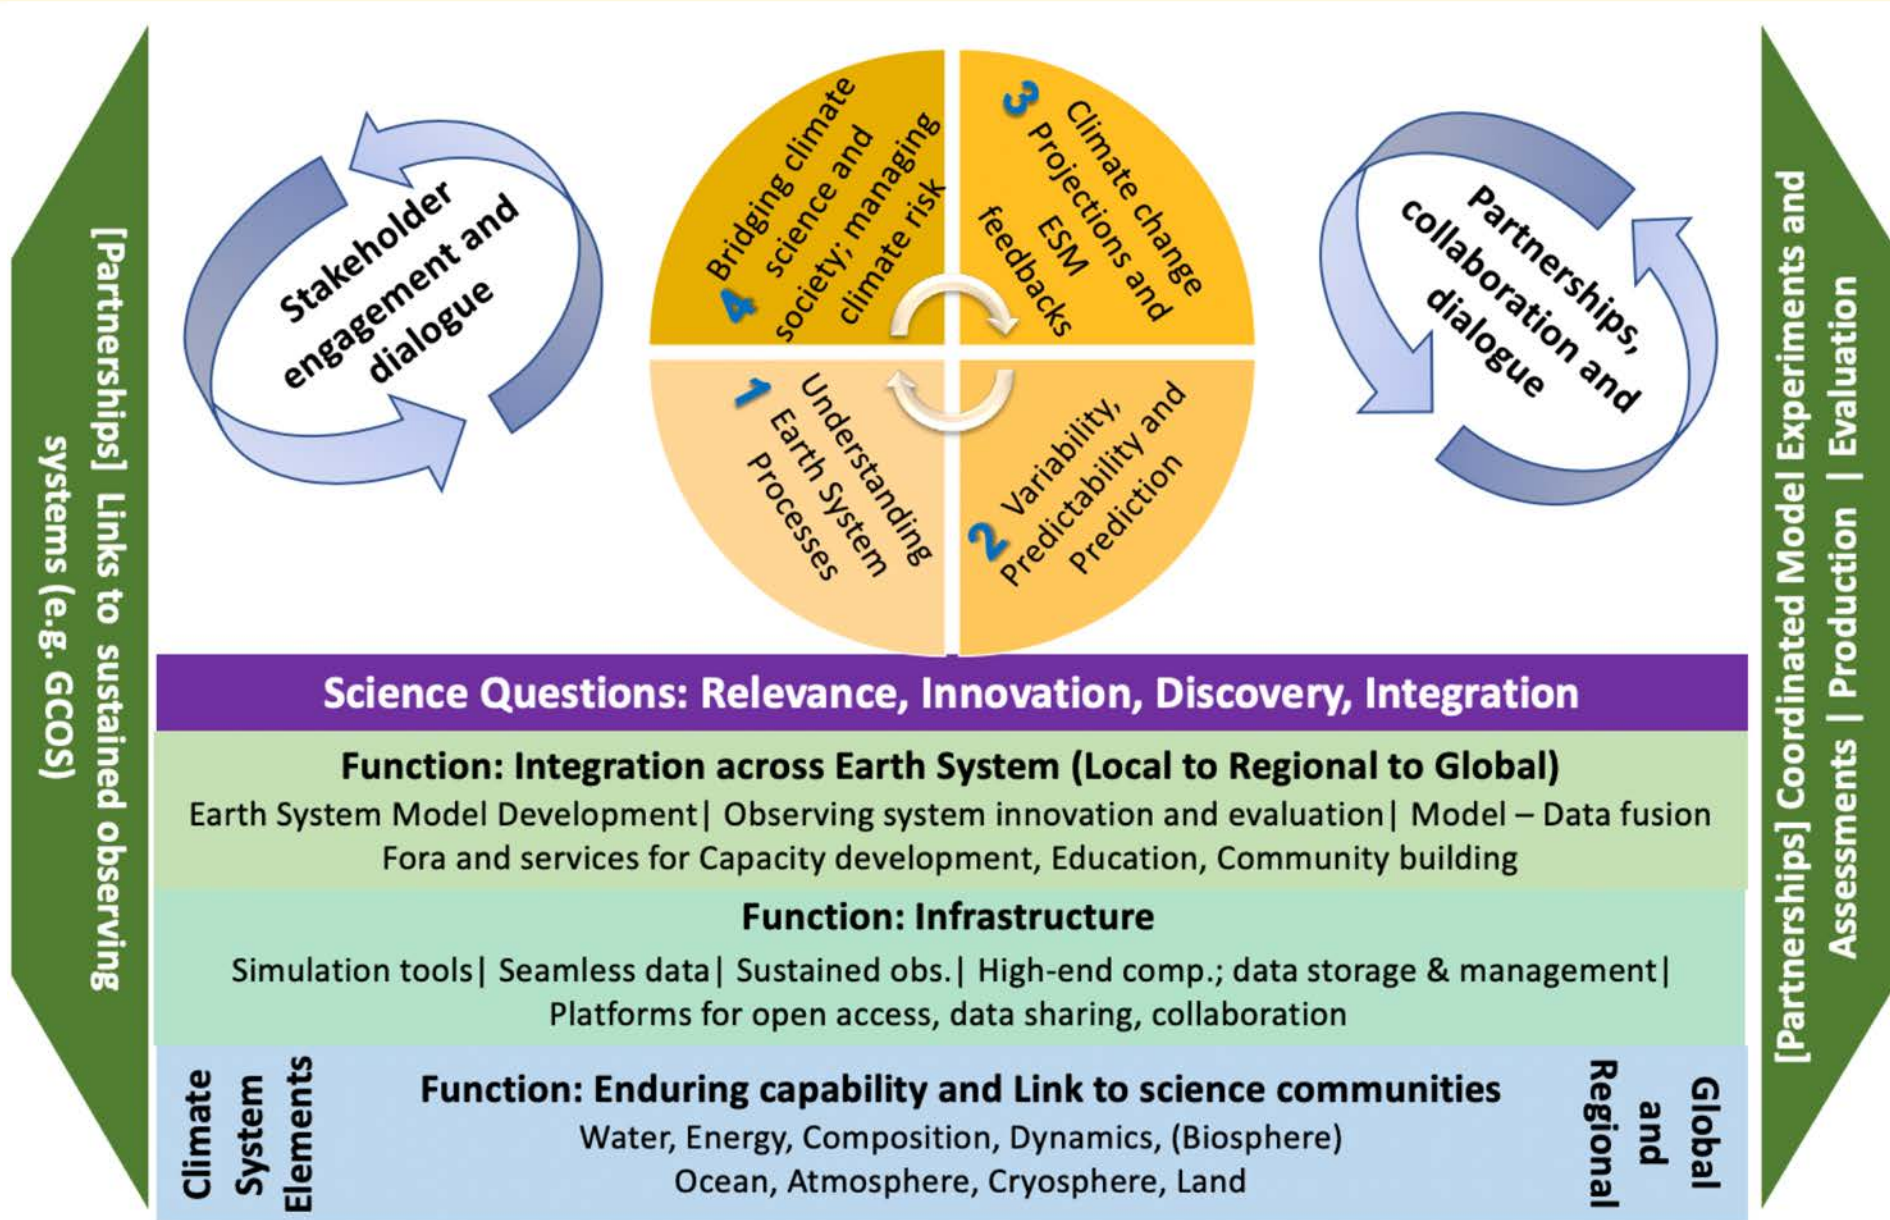 [Partnerships] Links to sustained observing
systems (e.g. GCOS)
Stakeholder
engagement and
dialogue
4
Bridging climate
science and
society; managing
climate risk
3
Climate change
Projections and
ESM
feedbacks
1
Understanding
Earth System
Processes
2
Variability,
Predictability and
Prediction
Partnerships,
collaboration and
dialogue
[Partnerships] Coordinated Model Experiments and
Assessments | Production | Evaluation
Science Questions: Relevance, Innovation, Discovery, Integration
Function: Integration across Earth System (Local to Regional to Global)
Earth System Model Development| Observing system innovation and evaluation| Model – Data fusion
Fora and services for Capacity development, Education, Community building
Function: Infrastructure
Simulation tools| Seamless data| Sustained obs.| High-end comp.; data storage & management|
Platforms for open access, data sharing, collaboration
Climate
System
Elements
Function: Enduring capability and Link to science communities
Water, Energy, Composition, Dynamics, (Biosphere)
Ocean, Atmosphere, Cryosphere, Land
Global
and
Regional